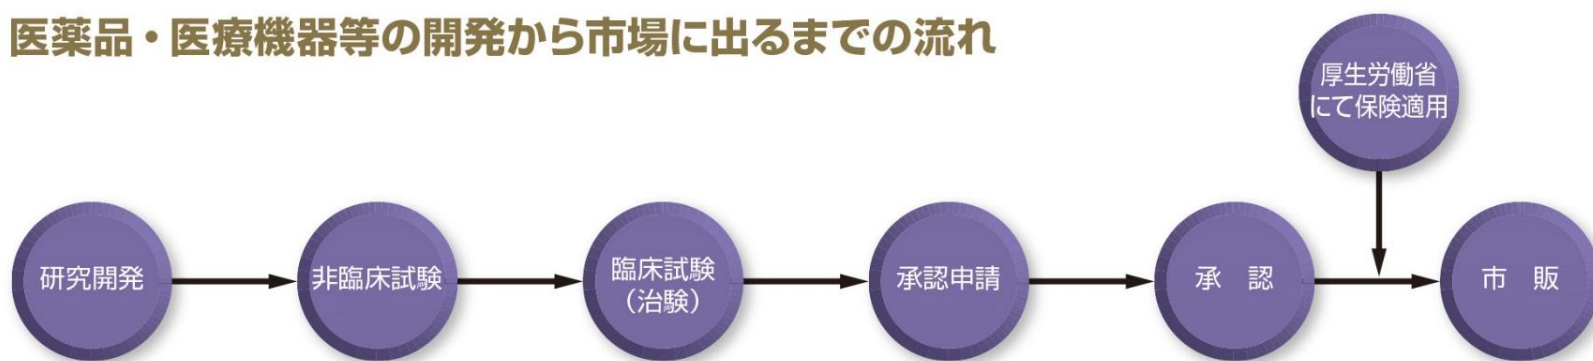 医薬品・医療機器等の開発から市場に出るまでの流れ
厚生労働省
にて保険適用
研究開発
非臨床試験
臨床試験
（治験）
承認申請
承　認
市　販